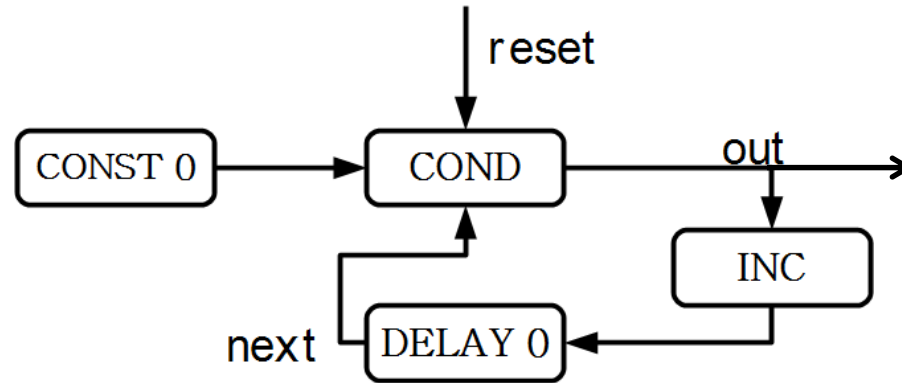 reset
CONST 0
COND
out
INC
next
DELAY 0